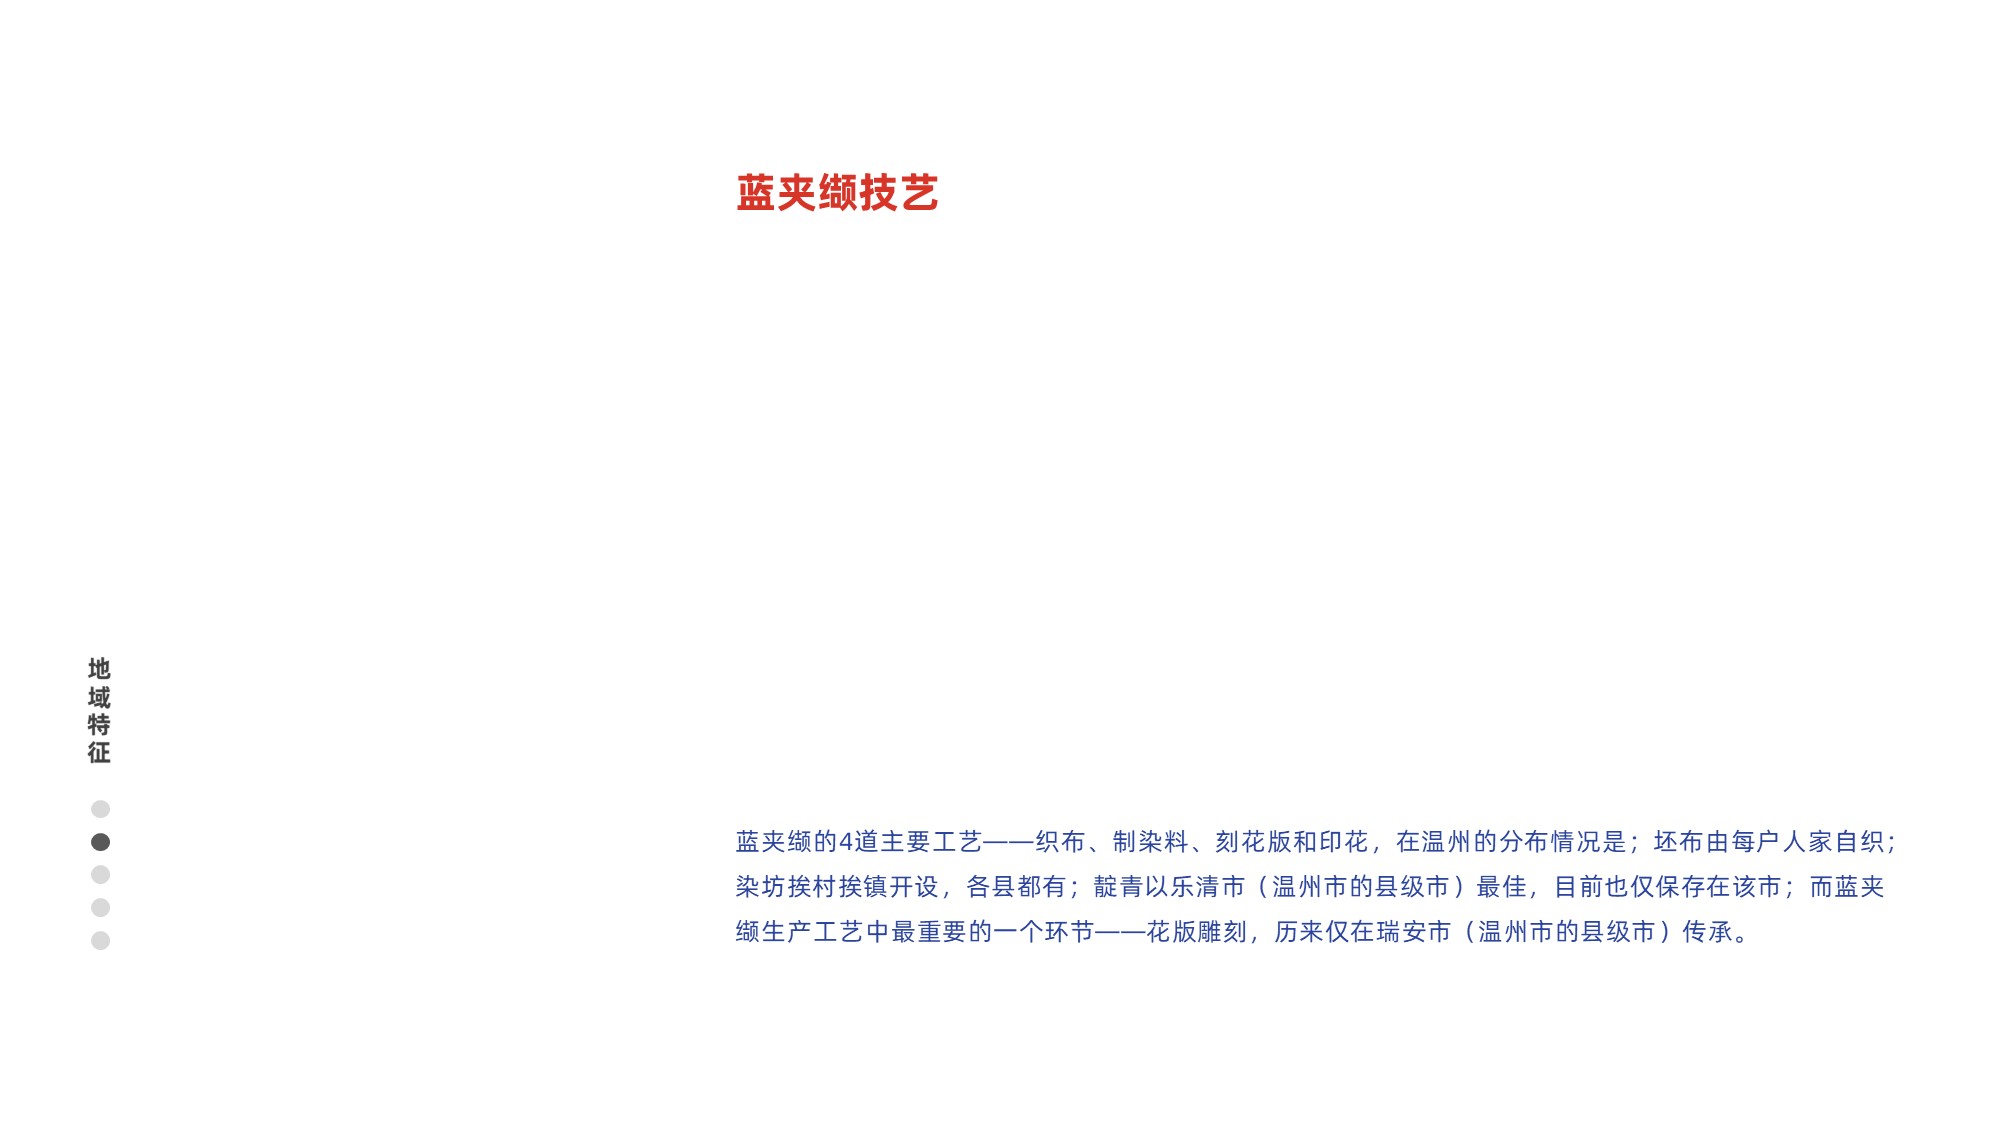 蓝夹缬技艺
地域特征
蓝夹缬的4道主要工艺——织布、制染料、刻花版和印花，在温州的分布情况是；坯布由每户人家自织；
染坊挨村挨镇开设，各县都有；靛青以乐清市（温州市的县级市）最佳，目前也仅保存在该市；而蓝夹
缬生产工艺中最重要的一个环节——花版雕刻，历来仅在瑞安市（温州市的县级市）传承。